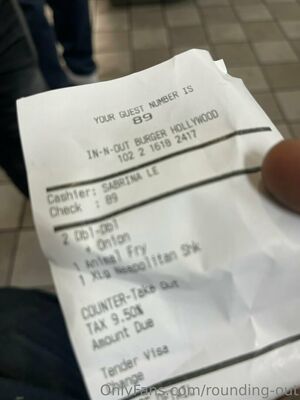 YOUR GUEST NUMBER IS
89
IN-N-OUT BURGER HOLLYWOOD
102 2 1618 2417
Cashier: SABRINA LE
Check : 89
2 Dbl-Dbl
* Onion
1 Animal Fry
1 XLg Neapolitan Shk
COUNTER-Take Out
TAX 9.50%
Amount Due
Tender Visa
Change
OnlyFans.com/rounding-out